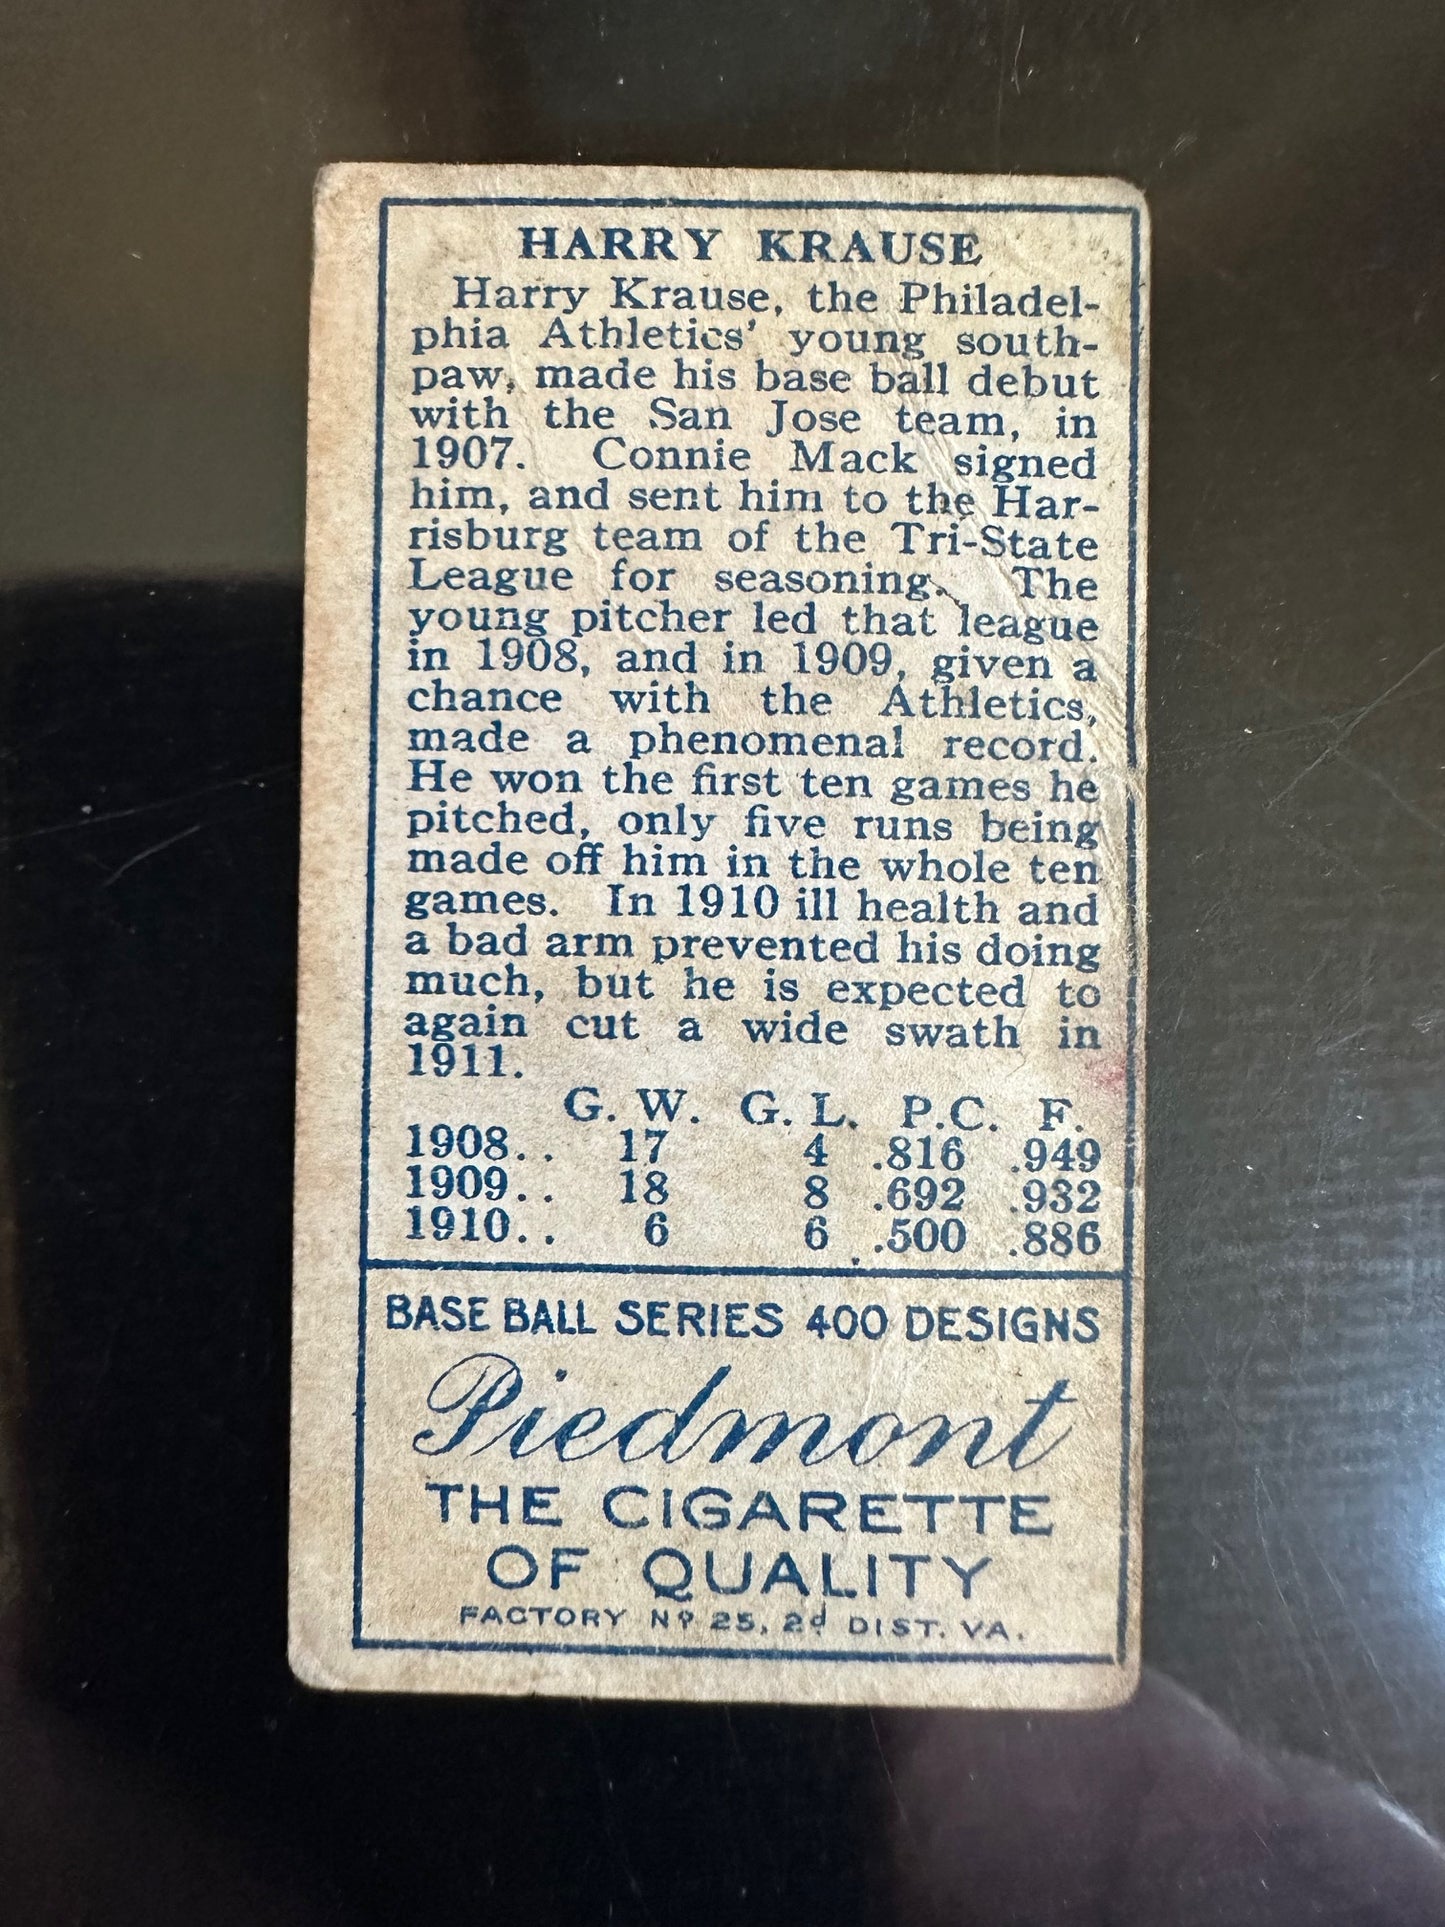 HARRY KRAUSE
Harry Krause, the Philadel-
phia Athletics' young south-
paw, made his base ball debut
with the San Jose team, in
1907. Connie Mack signed
him, and sent him to the Har-
risburg team of the Tri-State
League for seasoning. The
young pitcher led that league
in 1908, and in 1909, given a
chance with the Athletics,
made a phenomenal record.
He won the first ten games he
pitched, only five runs being
made off him in the whole ten
games. In 1910 ill health and
a bad arm prevented his doing
much, but he is expected to
again cut a wide swath in
1911.
G. W. G. L. P.C. F.
1908.. 17 4 .816 .949
1909.. 18 8 .692 .932
1910.. 6 6 .500 .886
BASE BALL SERIES 400 DESIGNS
Piedmont
THE CIGARETTE
OF QUALITY
FACTORY Nº 25, 2d DIST. VA.